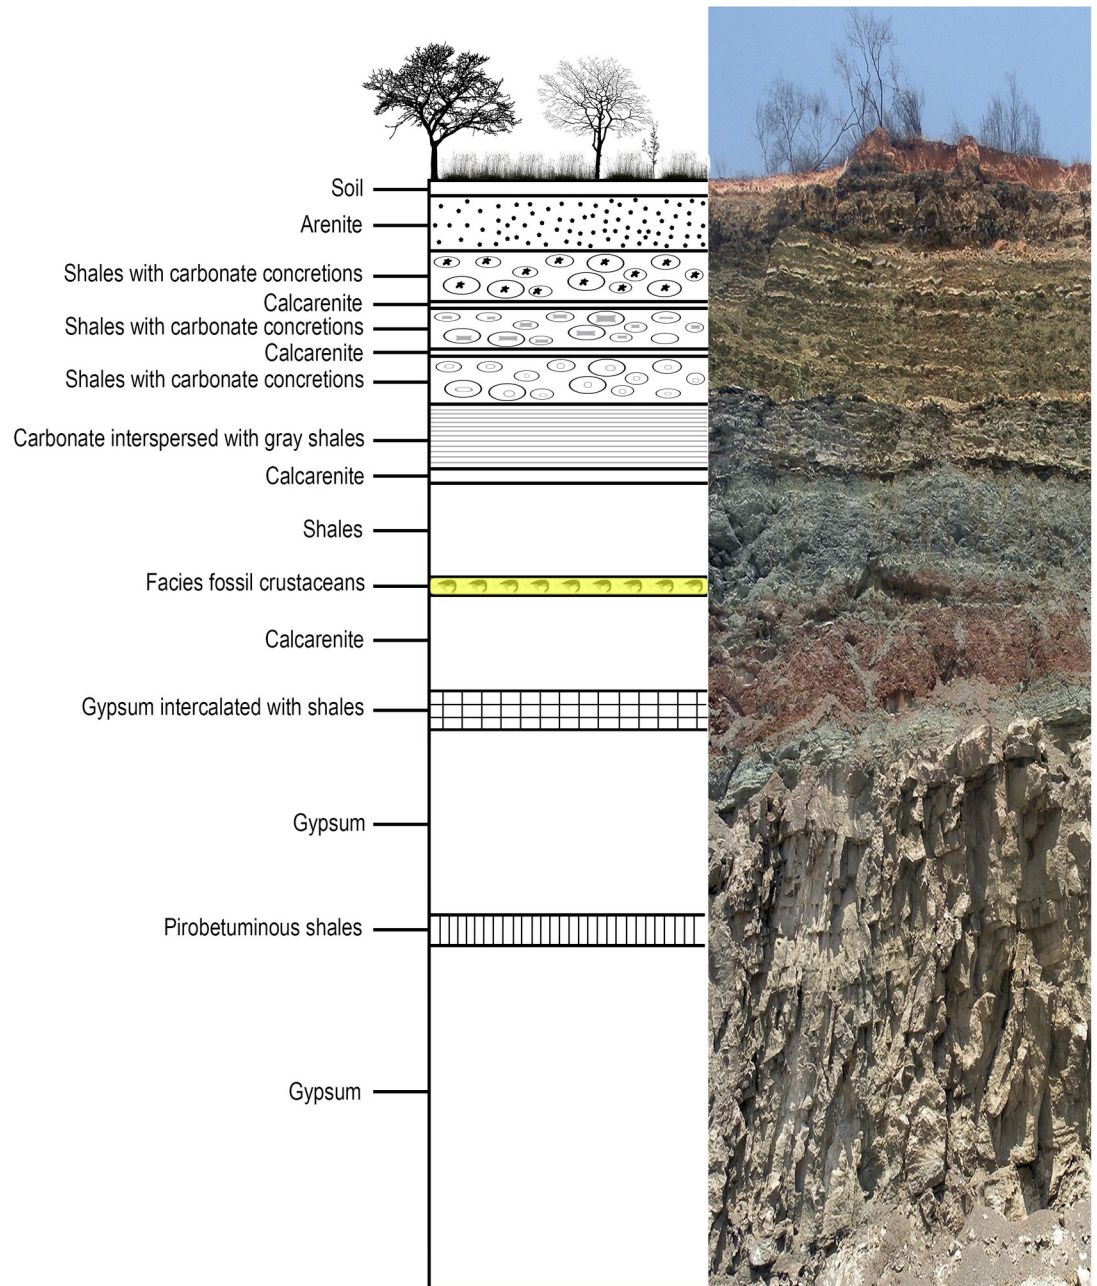 Soil
Arenite
Shales with carbonate concretions
Calcarenite
Shales with carbonate concretions
Calcarenite
Shales with carbonate concretions
Carbonate interspersed with gray shales
Calcarenite
Shales
Facies fossil crustaceans
Calcarenite
Gypsum intercalated with shales
Gypsum
Pirobetuminous shales
Gypsum